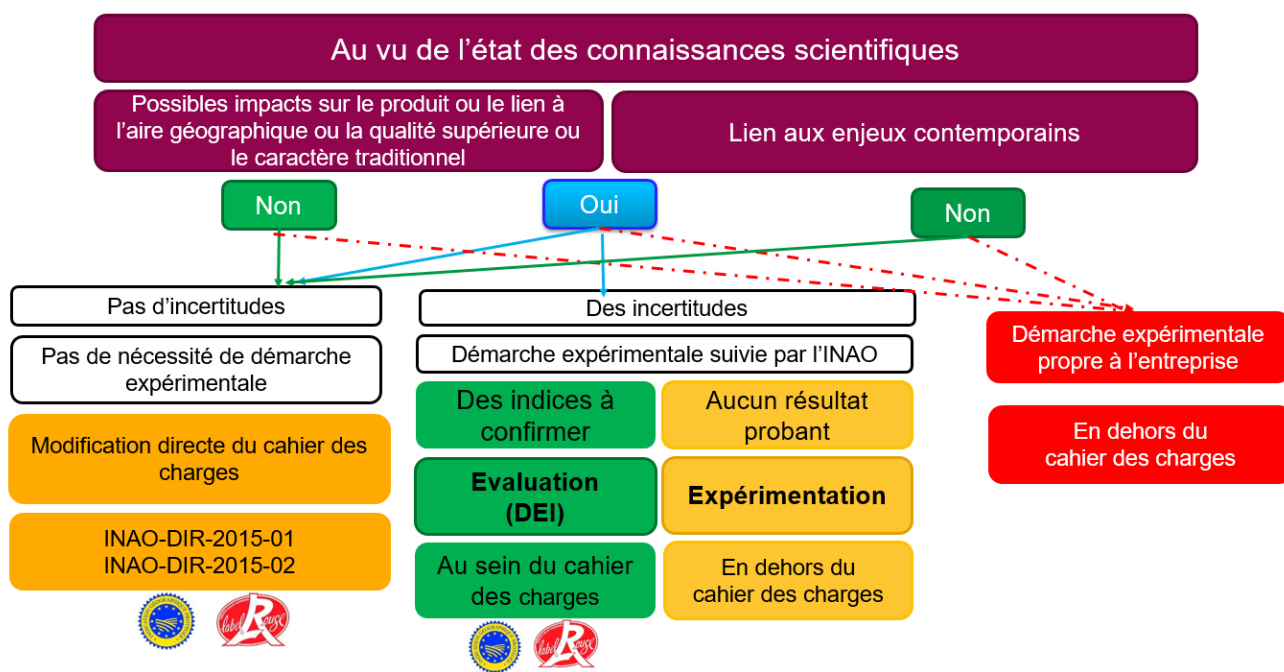 Au vu de l’état des connaissances scientifiques
Possibles impacts sur le produit ou le lien à
l’aire géographique ou la qualité supérieure ou
le caractère traditionnel
Lien aux enjeux contemporains
Non
Oui
Non
Pas d’incertitudes
Pas de nécessité de démarche
expérimentale
Modification directe du cahier des
charges
INAO-DIR-2015-01
INAO-DIR-2015-02
label
Rouge
Des incertitudes
Démarche expérimentale suivie par l’INAO
Des indices à
confirmer
Evaluation
(DEI)
Au sein du cahier
des charges
label
Rouge
Aucun résultat
probant
Expérimentation
En dehors du
cahier des charges
Démarche expérimentale
propre à l’entreprise
En dehors du
cahier des charges